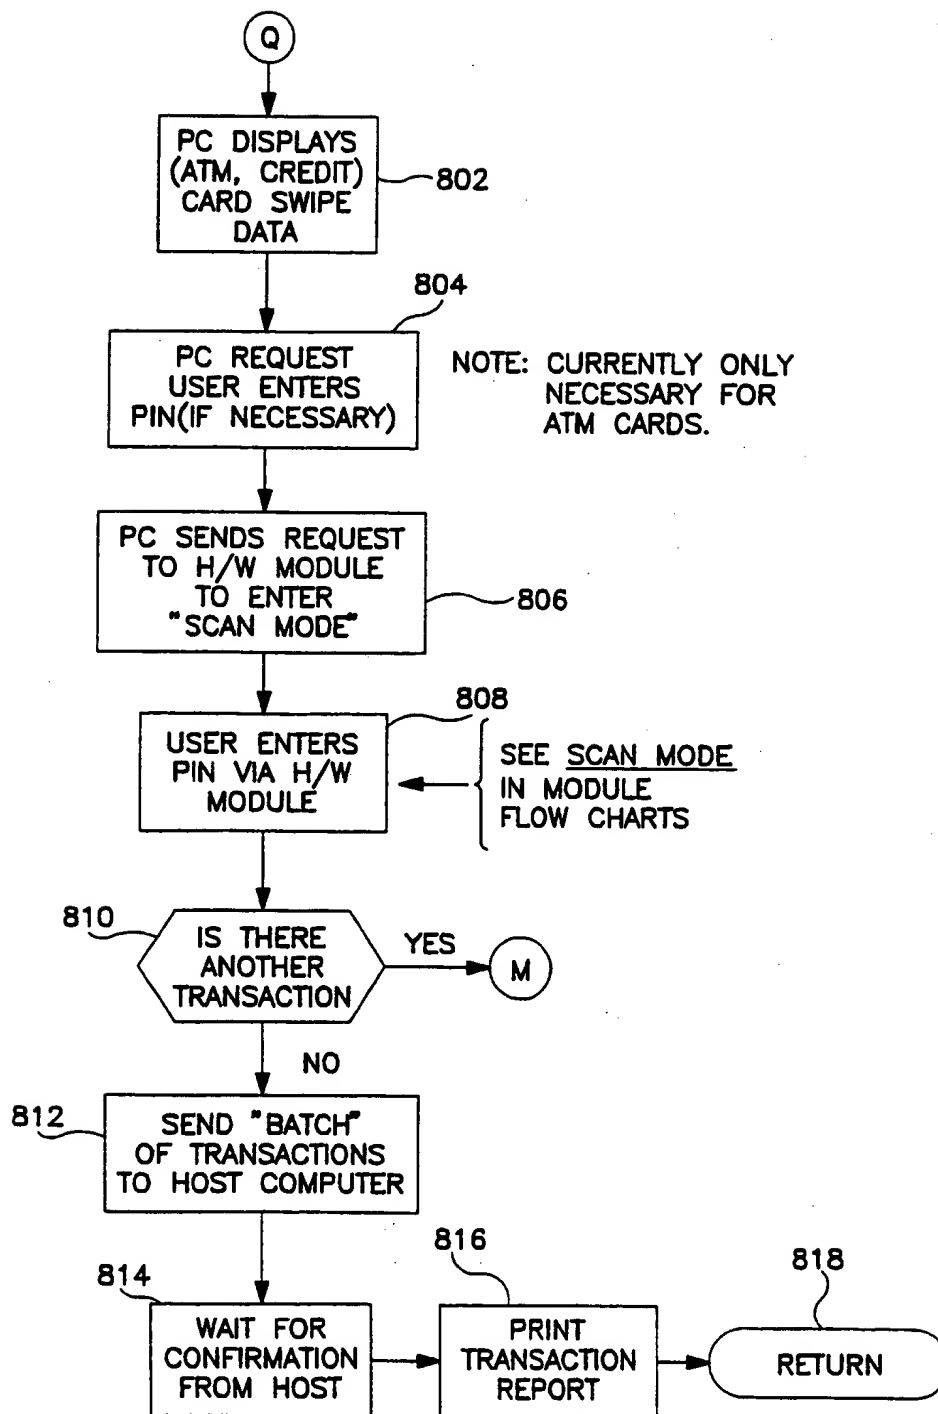 Q
PC DISPLAYS
(ATM, CREDIT)
CARD SWIPE
DATA
802
804
PC REQUEST
USER ENTERS
PIN(IF NECESSARY)
NOTE: CURRENTLY ONLY
NECESSARY FOR
ATM CARDS.
PC SENDS REQUEST
TO H/W MODULE
TO ENTER
"SCAN MODE"
806
808
USER ENTERS
PIN VIA H/W
MODULE
SEE SCAN MODE
IN MODULE
FLOW CHARTS
810
IS THERE
ANOTHER
TRANSACTION
YES
M
NO
812
SEND "BATCH"
OF TRANSACTIONS
TO HOST COMPUTER
814
WAIT FOR
CONFIRMATION
FROM HOST
816
PRINT
TRANSACTION
REPORT
818
RETURN